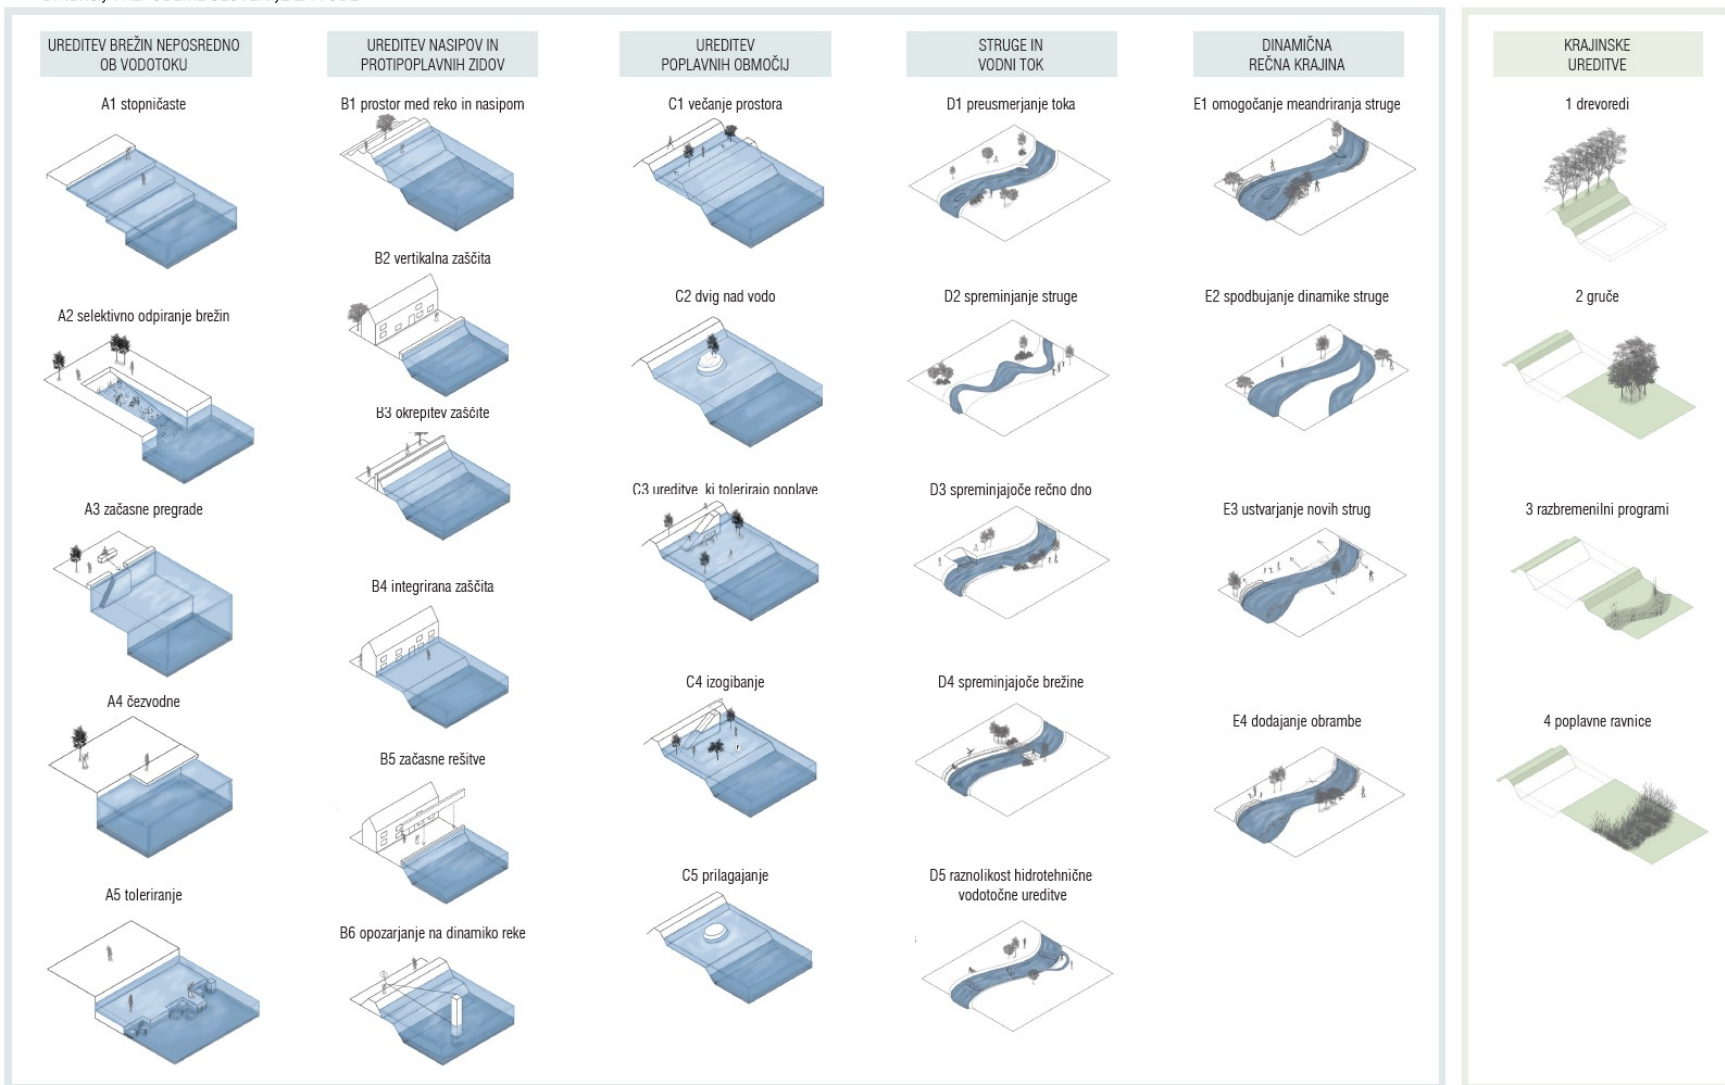 UREDITEV BREŽIN NEPOSREDNO
OB VODOTOKU
A1 stopničaste
A2 selektivno odpiranje brežin
A3 začasne pregrade
A4 čezvodne
A5 toleriranje
UREDITEV NASIPOV IN
PROTIPOPLAVNIH ZIDOV
B1 prostor med reko in nasipom
B2 vertikalna zaščita
B3 okrepitev zaščite
B4 integrirana zaščita
B5 začasne rešitve
B6 opozarjanje na dinamiko reke
UREDITEV
POPLAVNIH OBMOČIJ
C1 večanje prostora
C2 dvig nad vodo
C3 ureditve, ki tolerirajo poplave
C4 izogibanje
C5 prilagajanje
STRUGE IN
VODNI TOK
D1 preusmerjanje toka
D2 spreminjanje struge
D3 spreminjajoče rečno dno
D4 spreminjajoče brežine
D5 raznolikost hidrotehnične
vodotočne ureditve
DINAMIČNA
REČNA KRAJINA
E1 omogočanje meandriranja struge
E2 spodbujanje dinamike struge
E3 ustvarjanje novih strug
E4 dodajanje obrambe
KRAJINSKE
UREDITVE
1 drevoredi
2 gruče
3 razbremenilni programi
4 poplavne ravnice